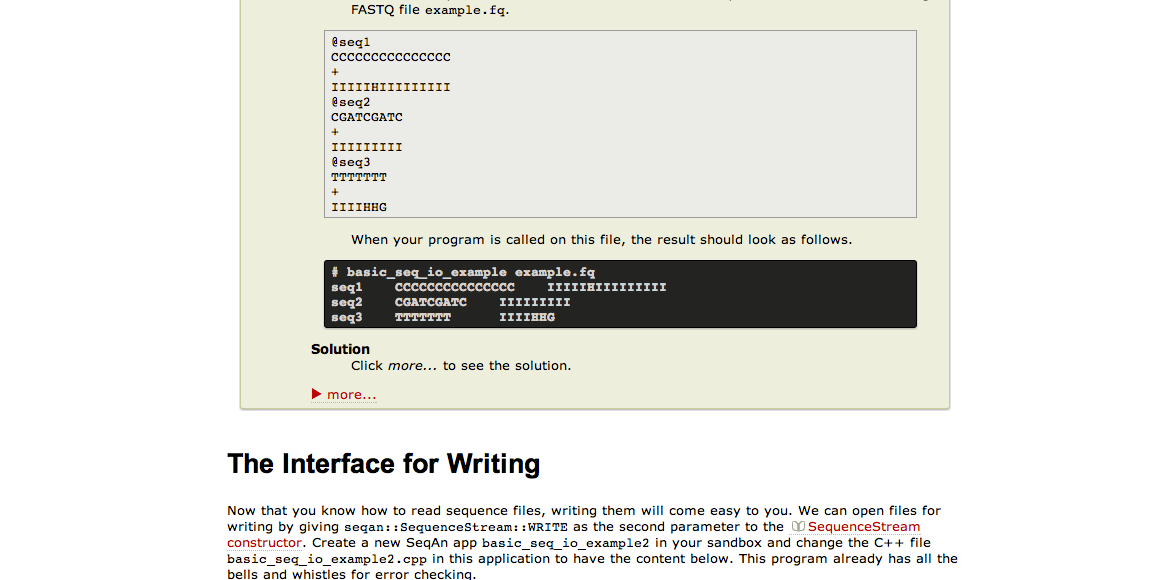 FASTQ file example.fq.
@seq1
CCCCCCCCCCCCCCC
+
IIIIIHIIIIIIIII
@seq2
CGATCGATC
+
IIIIIIIII
@seq3
TTTTTTT
+
IIIIHHG
When your program is called on this file, the result should look as follows.
# basic_seq_io_example example.fq
seq1    CCCCCCCCCCCCCCC    IIIIIHIIIIIIIII
seq2    CGATCGATC    IIIIIIIII
seq3    TTTTTTT      IIIIHHG
Solution
Click more... to see the solution.
more...
The Interface for Writing
Now that you know how to read sequence files, writing them will come easy to you. We can open files for
writing by giving seqan::SequenceStream::WRITE as the second parameter to the SequenceStream
constructor. Create a new SeqAn app basic_seq_io_example2 in your sandbox and change the C++ file
basic_seq_io_example2.cpp in this application to have the content below. This program already has all the
bells and whistles for error checking.